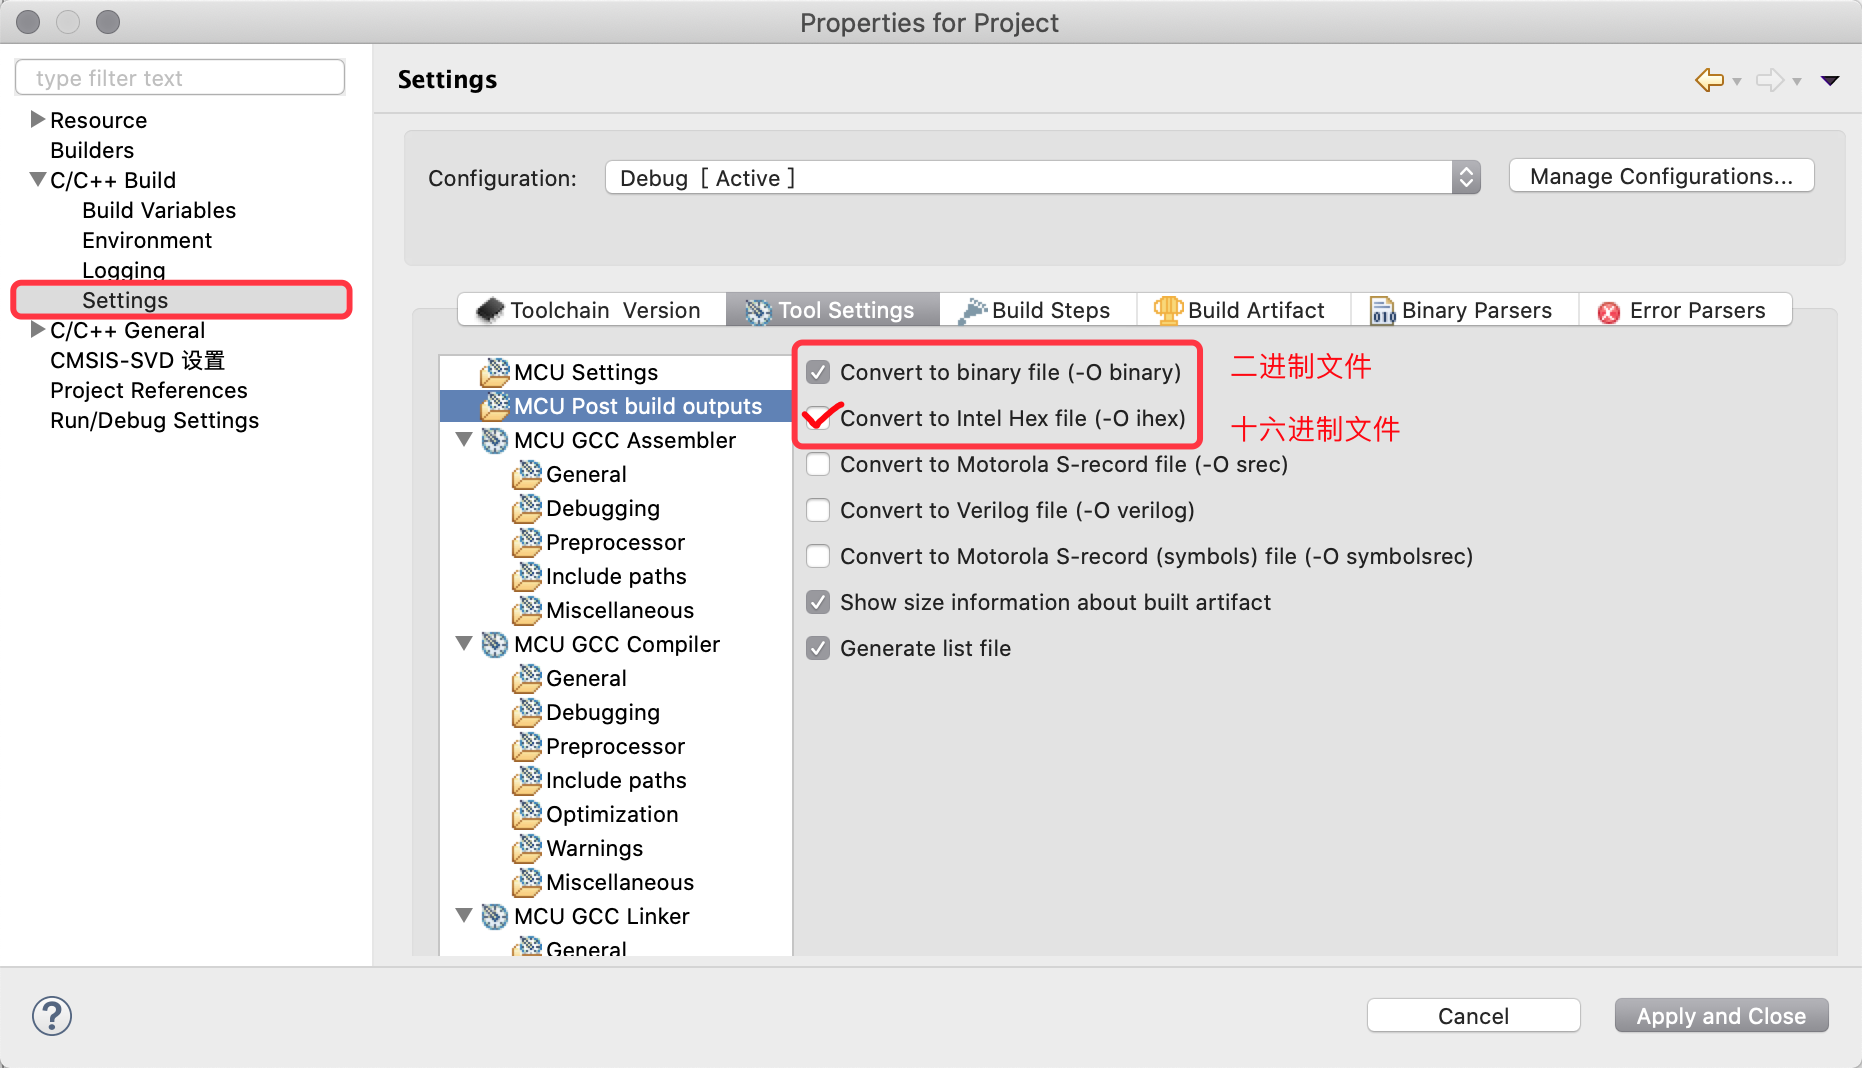 Properties for Project
type filter text
Resource
Builders
C/C++ Build
Build Variables
Environment
Logging
Settings
C/C++ General
CMSIS-SVD 设置
Project References
Run/Debug Settings
Settings
Configuration:
Debug [ Active ]
Manage Configurations...
Toolchain Version
Tool Settings
Build Steps
Build Artifact
Binary Parsers
Error Parsers
MCU Settings
MCU Post build outputs
MCU GCC Assembler
General
Debugging
Preprocessor
Include paths
Miscellaneous
MCU GCC Compiler
General
Debugging
Preprocessor
Include paths
Optimization
Warnings
Miscellaneous
MCU GCC Linker
General
Convert to binary file (-O binary)
二进制文件
Convert to Intel Hex file (-O ihex)
十六进制文件
Convert to Motorola S-record file (-O srec)
Convert to Verilog file (-O verilog)
Convert to Motorola S-record (symbols) file (-O symbolsrec)
Show size information about built artifact
Generate list file
?
Cancel
Apply and Close